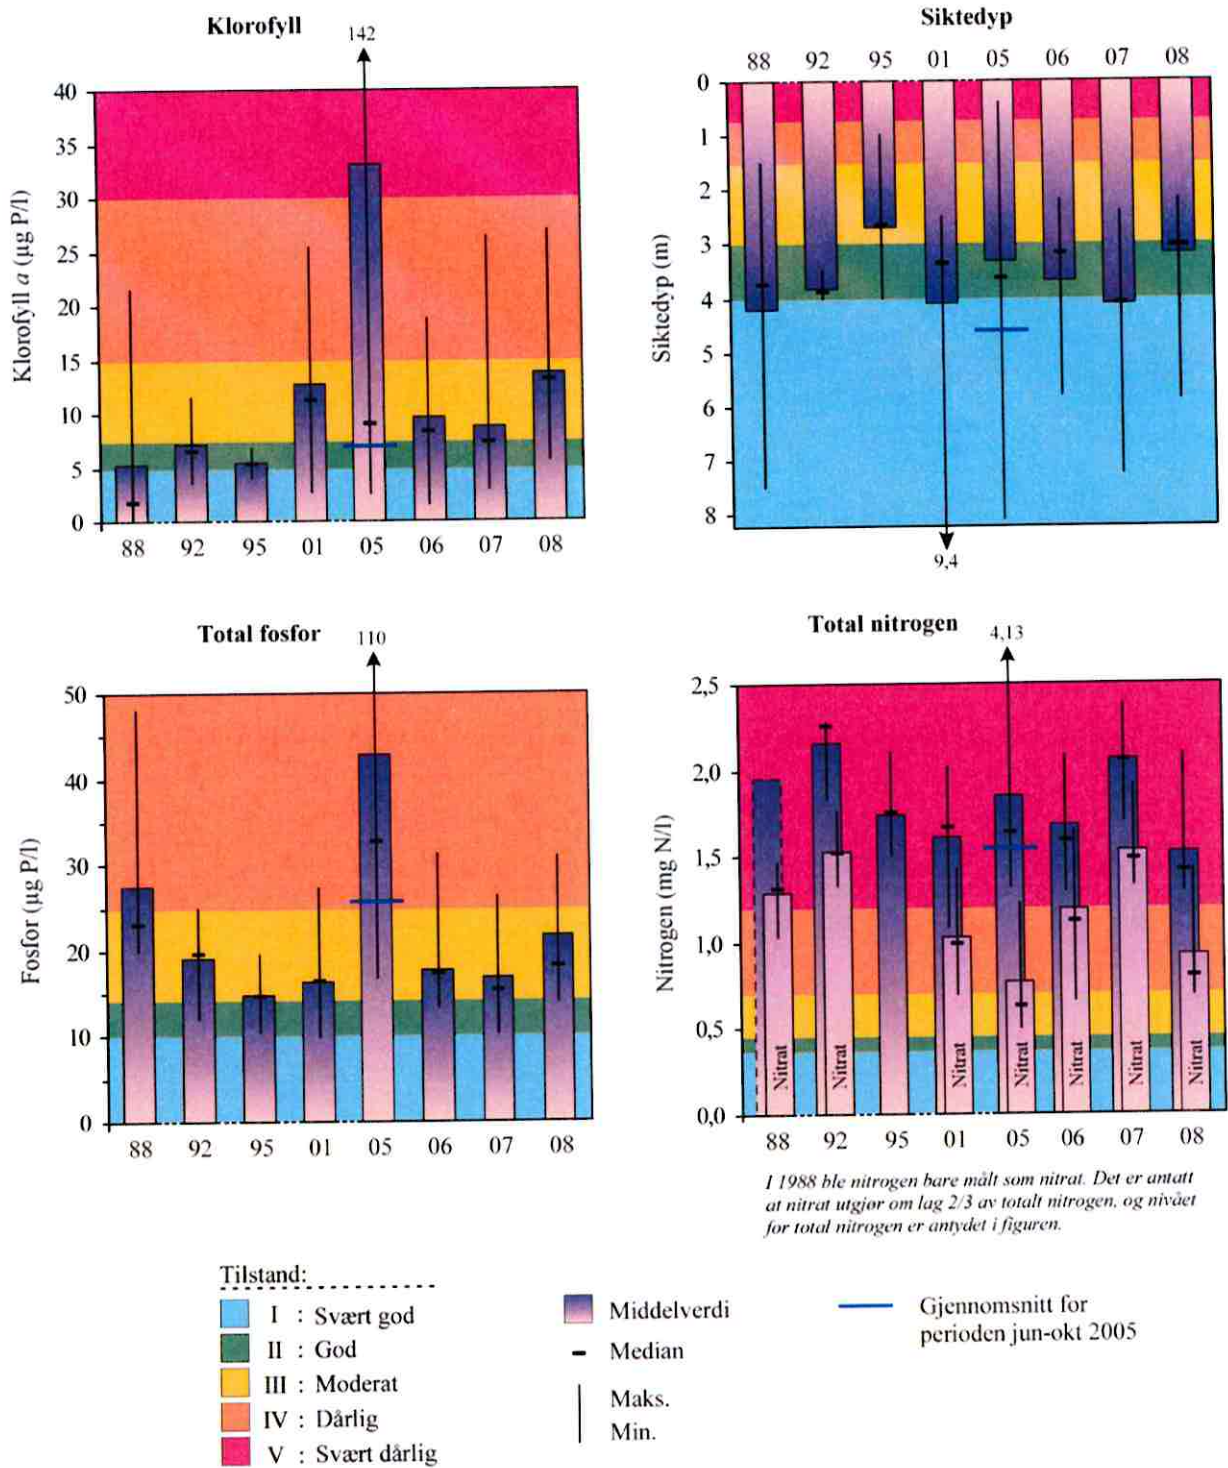 Klorofyll
142
Klorofyll a (µg P/l)
40
35
30
25
20
15
10
5
0
88 92 95 01 05 06 07 08
Siktedyp
88 92 95 01 05 06 07 08
Siktedyp (m)
0
1
2
3
4
5
6
7
8
9,4
Total fosfor
110
Fosfor (µg P/l)
50
40
30
20
10
0
88 92 95 01 05 06 07 08
Total nitrogen
4,13
Nitrogen (mg N/l)
2,5
2,0
1,5
1,0
0,5
0,0
Nitrat Nitrat Nitrat Nitrat Nitrat Nitrat Nitrat
88 92 95 01 05 06 07 08
I 1988 ble nitrogen bare målt som nitrat. Det er antatt
at nitrat utgjør om lag 2/3 av totalt nitrogen, og nivået
for total nitrogen er antydet i figuren.
Tilstand:
I : Svært god
II : God
III : Moderat
IV : Dårlig
V : Svært dårlig
Middelverdi
Median
Maks.
Min.
Gjennomsnitt for
perioden jun-okt 2005